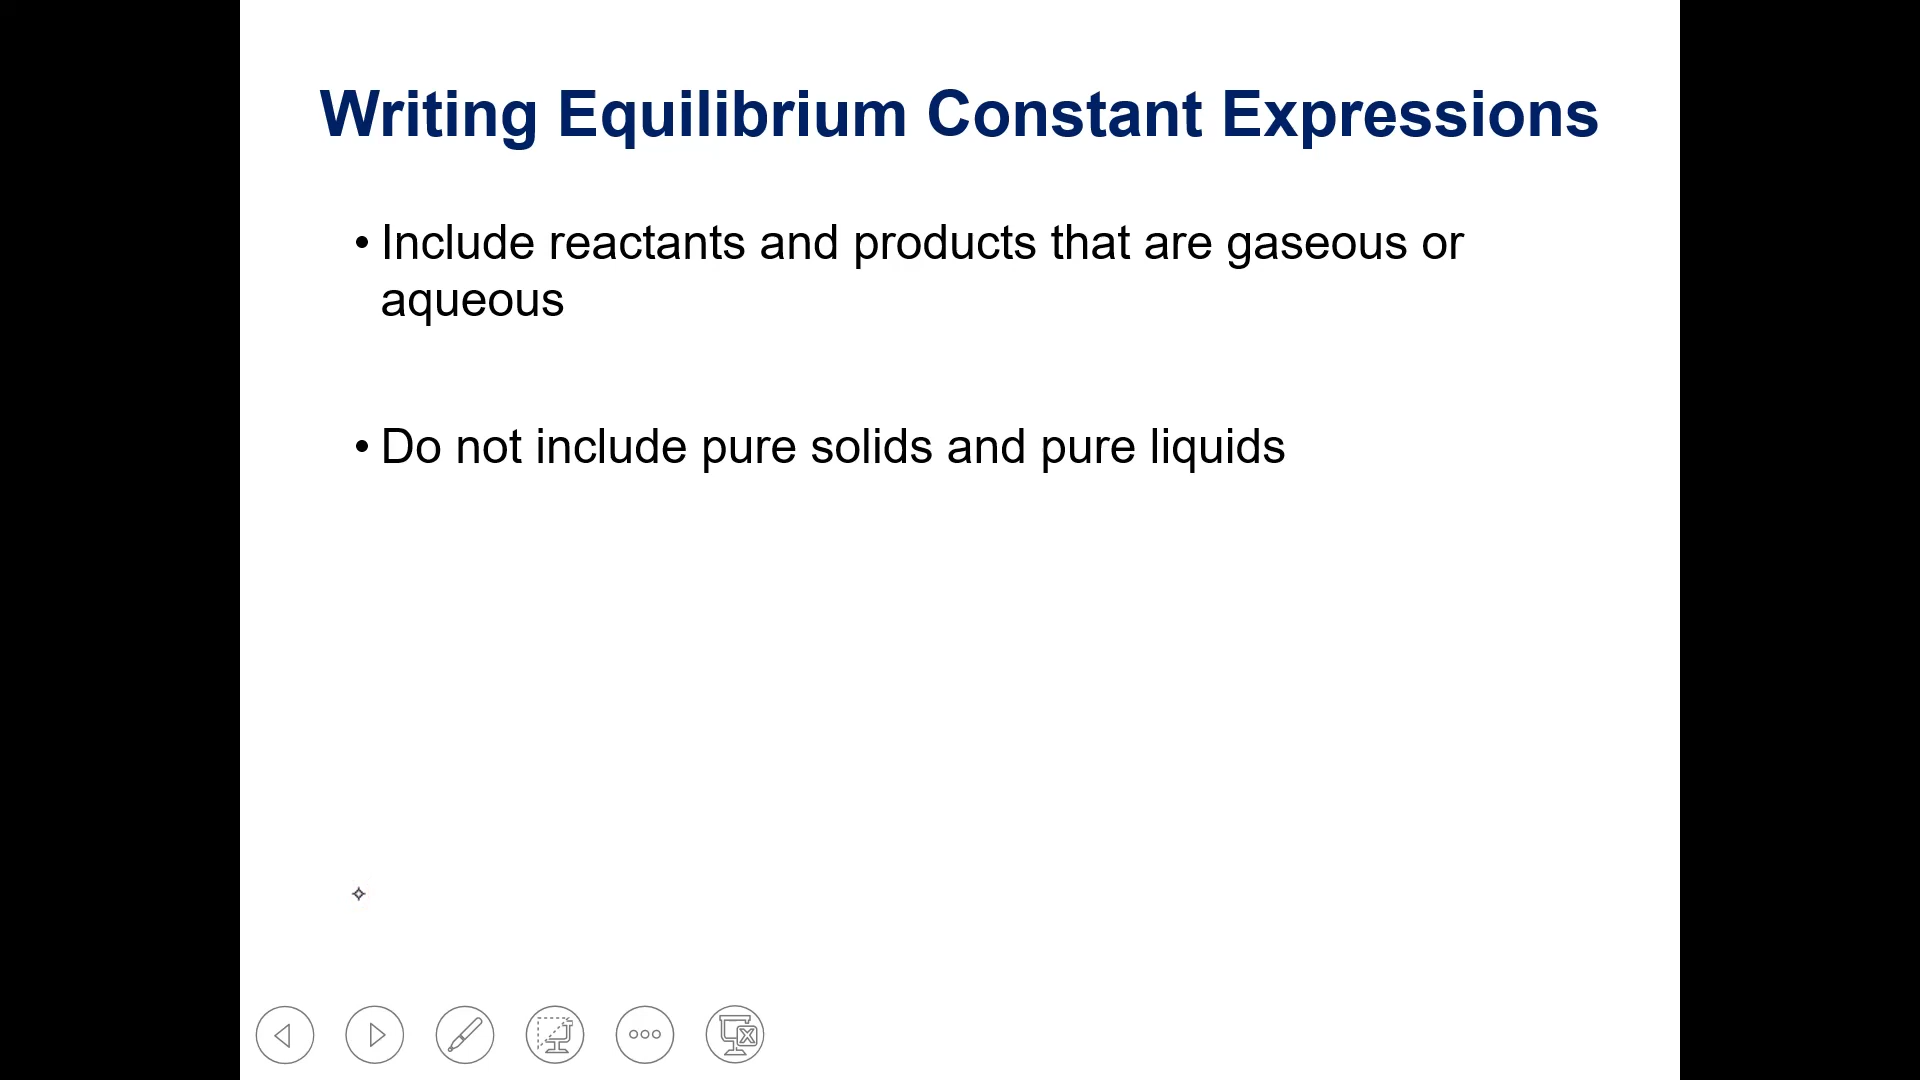 Writing Equilibrium Constant Expressions
• Include reactants and products that are gaseous or
aqueous
• Do not include pure solids and pure liquids